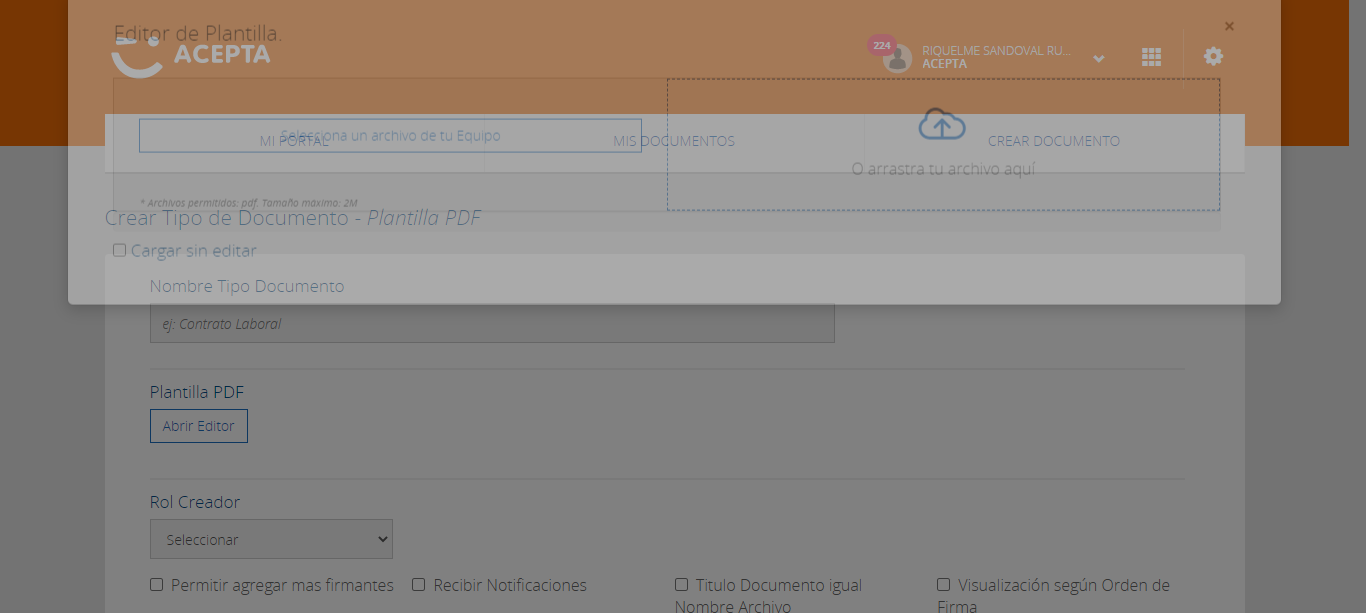 Editor de Plantilla.
×
ACEPTA
224
RIQUELME SANDOVAL RU...
ACEPTA
Selecciona un archivo de tu Equipo
MI PORTAL
MIS DOCUMENTOS
CREAR DOCUMENTO
O arrastra tu archivo aquí
* Archivos permitidos: pdf. Tamaño máximo: 2M
Crear Tipo de Documento - Plantilla PDF
Cargar sin editar
Nombre Tipo Documento
ej: Contrato Laboral
Plantilla PDF
Abrir Editor
Rol Creador
Seleccionar
Permitir agregar mas firmantes
Recibir Notificaciones
Titulo Documento igual
Nombre Archivo
Visualización según Orden de
Firma